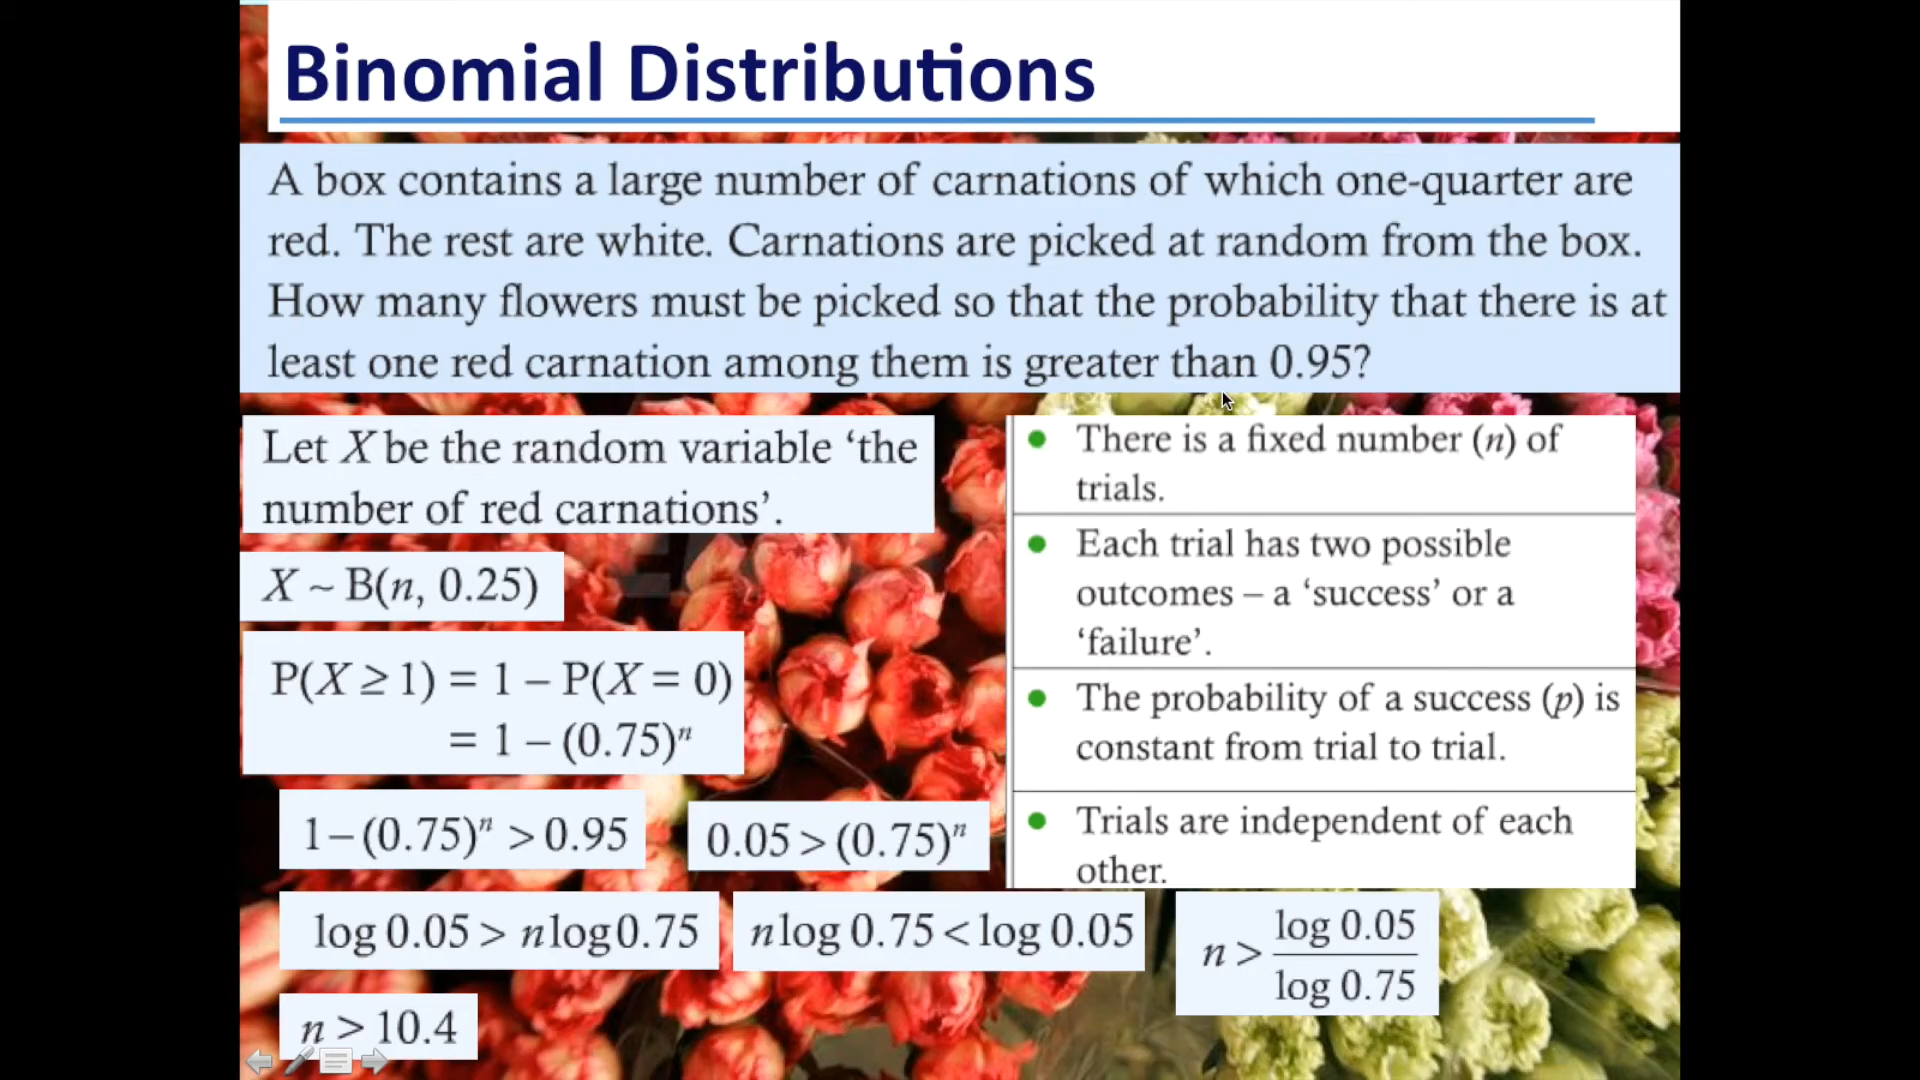 Binomial Distributions
A box contains a large number of carnations of which one-quarter are
red. The rest are white. Carnations are picked at random from the box.
How many flowers must be picked so that the probability that there is at
least one red carnation among them is greater than 0.95?
Let X be the random variable ‘the
number of red carnations’.
X ~ B(n, 0.25)
P(X ≥ 1) = 1 – P(X = 0)
= 1 – (0.75)ⁿ
1–(0.75)ⁿ > 0.95
0.05 > (0.75)ⁿ
log 0.05 > nlog0.75
nlog 0.75 < log 0.05
n > log 0.05 / log 0.75
n > 10.4
• There is a fixed number (n) of
trials.
• Each trial has two possible
outcomes – a ‘success’ or a
‘failure’.
• The probability of a success (p) is
constant from trial to trial.
• Trials are independent of each
other.